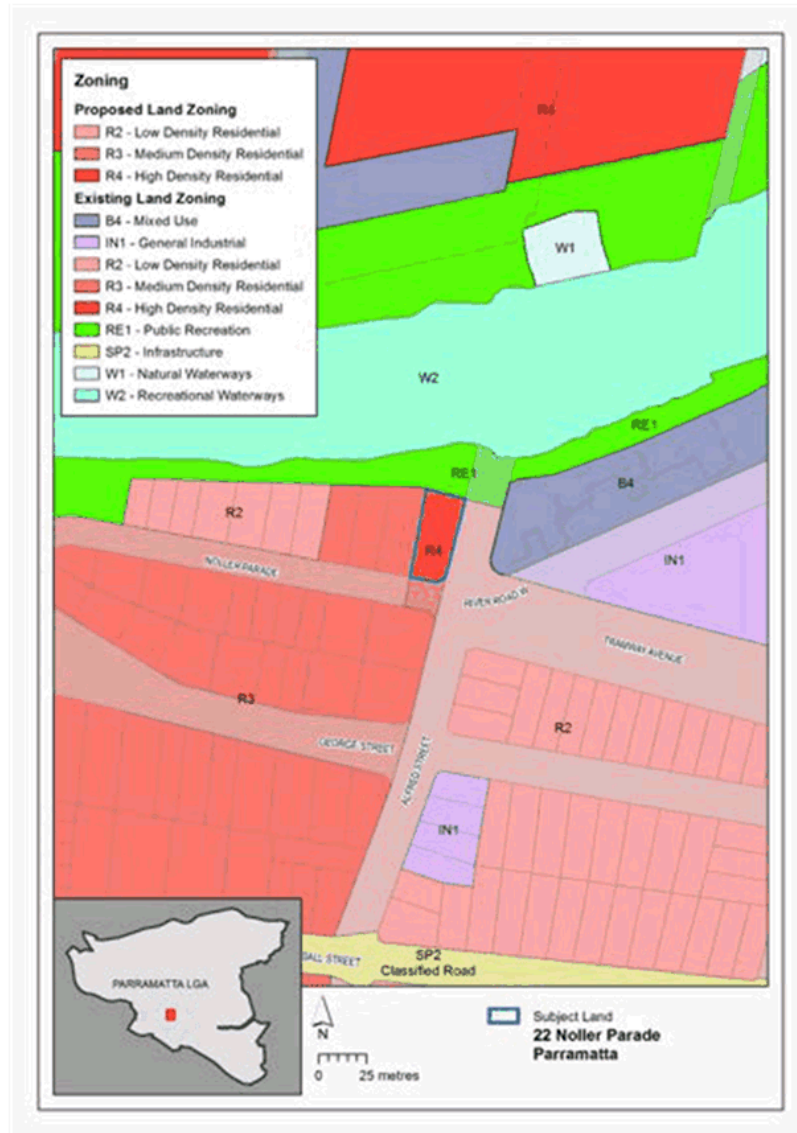 Zoning
Proposed Land Zoning
R2 - Low Density Residential
R3 - Medium Density Residential
R4 - High Density Residential
Existing Land Zoning
B4 - Mixed Use
IN1 - General Industrial
R2 - Low Density Residential
R3 - Medium Density Residential
R4 - High Density Residential
RE1 - Public Recreation
SP2 - Infrastructure
W1 - Natural Waterways
W2 - Recreational Waterways
W1
W2
RE1
RE1
B4
R2
R4
IN1
NOLLER PARADE
RIVER ROAD W
TRAMWAY AVENUE
R3
R2
GEORGE STREET
ALFRED STREET
IN1
STREET
SP2
Classified Road
PARRAMATTA LGA
N
0 25 metres
Subject Land
22 Noller Parade
Parramatta